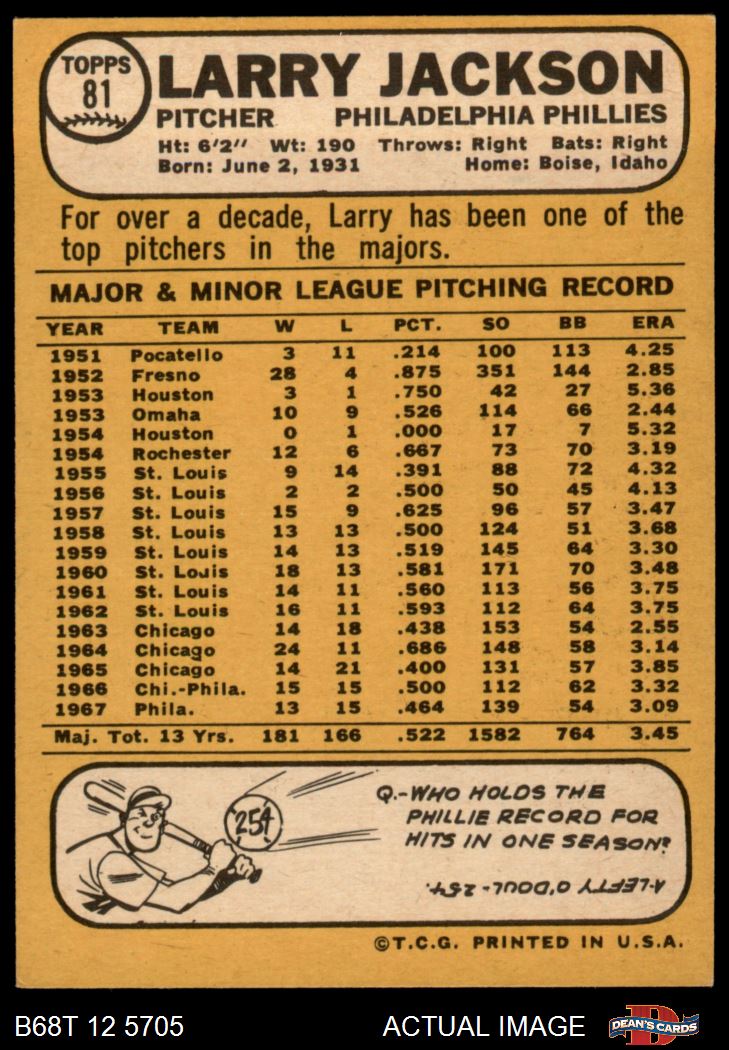 TOPPS
81
LARRY JACKSON
PITCHER PHILADELPHIA PHILLIES
Ht: 6'2" Wt: 190 Throws: Right Bats: Right
Born: June 2, 1931 Home: Boise, Idaho
For over a decade, Larry has been one of the
top pitchers in the majors.
MAJOR & MINOR LEAGUE PITCHING RECORD
YEAR TEAM W L PCT. SO BB ERA
1951 Pocatello 3 11 .214 100 113 4.25
1952 Fresno 28 4 .875 351 144 2.85
1953 Houston 3 1 .750 42 27 5.36
1953 Omaha 10 9 .526 114 66 2.44
1954 Houston 0 1 .000 17 7 5.32
1954 Rochester 12 6 .667 73 70 3.19
1955 St. Louis 9 14 .391 88 72 4.32
1956 St. Louis 2 2 .500 50 45 4.13
1957 St. Louis 15 9 .625 96 57 3.47
1958 St. Louis 13 13 .500 124 51 3.68
1959 St. Louis 14 13 .519 145 64 3.30
1960 St. Louis 18 13 .581 171 70 3.48
1961 St. Louis 14 11 .560 113 56 3.75
1962 St. Louis 16 11 .593 112 64 3.75
1963 Chicago 14 18 .438 153 54 2.55
1964 Chicago 24 11 .686 148 58 3.14
1965 Chicago 14 21 .400 131 57 3.85
1966 Chi.-Phila. 15 15 .500 112 62 3.32
1967 Phila. 13 15 .464 139 54 3.09
Maj. Tot. 13 Yrs. 181 166 .522 1582 764 3.45
254
Q.-WHO HOLDS THE
PHILLIE RECORD FOR
HITS IN ONE SEASON?
A-LEFTY O'DOUL-254.
©T.C.G. PRINTED IN U.S.A.
B68T 12 5705 ACTUAL IMAGE
D
DEAN'S CARDS